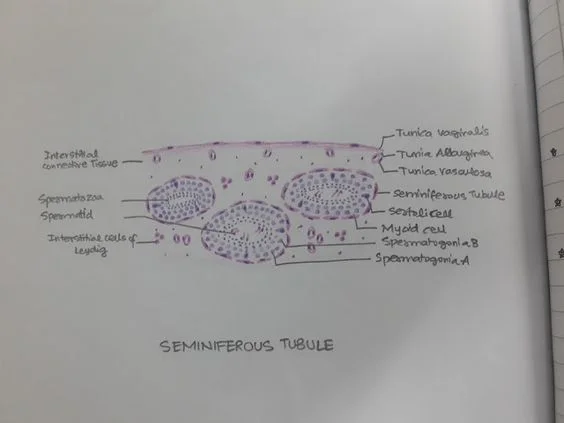 Interstitial
connective Tissue
Spermatozoa
Spermatid
Interstitial cells of
Leydig
Tunica vaginalis
Tunica Albuginea
Tunica vasculosa
Seminiferous Tubule
Sertoli cell
Myoid cell
Spermatogonia B
Spermatogonia A
SEMINIFEROUS TUBULE